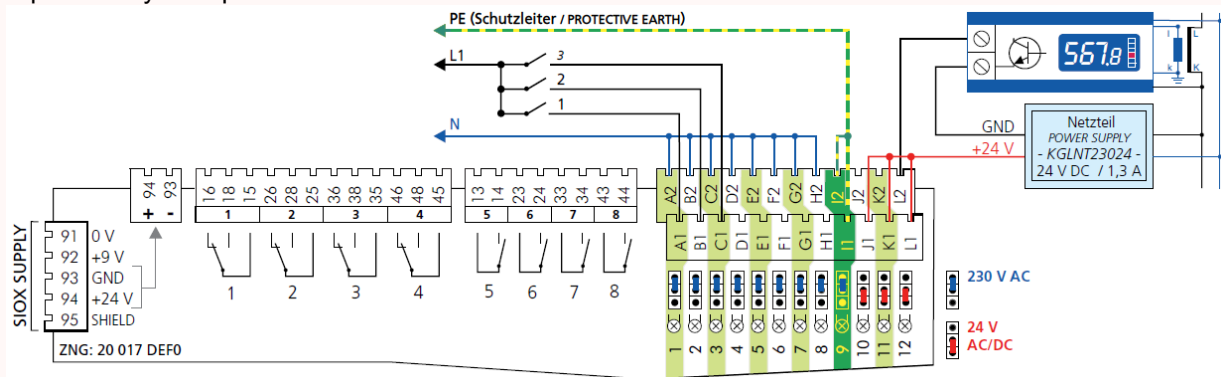 PE (Schutzleiter / PROTECTIVE EARTH)
L1
3
2
1
N
567.8
l
L
k
K
GND
+24 V
Netzteil
POWER SUPPLY
- KGLNT23024 -
24 V DC / 1,3 A
94 93
+ -
16 18 15 26 28 25 36 38 35 46 48 45
1 2 3 4
13 14 23 24 33 34 43 44
5 6 7 8
A2 B2 C2 D2 E2 F2 G2 H2 I2 J2 K2 L2
A1 B1 C1 D1 E1 F1 G1 H1 I1 J1 K1 L1
SIOX SUPPLY
91 0 V
92 +9 V
93 GND
94 +24 V
95 SHIELD
1 2 3 4 5 6 7 8
1 2 3 4 5 6 7 8 9 10 11 12
230 V AC
24 V
AC/DC
ZNG: 20 017 DEF0